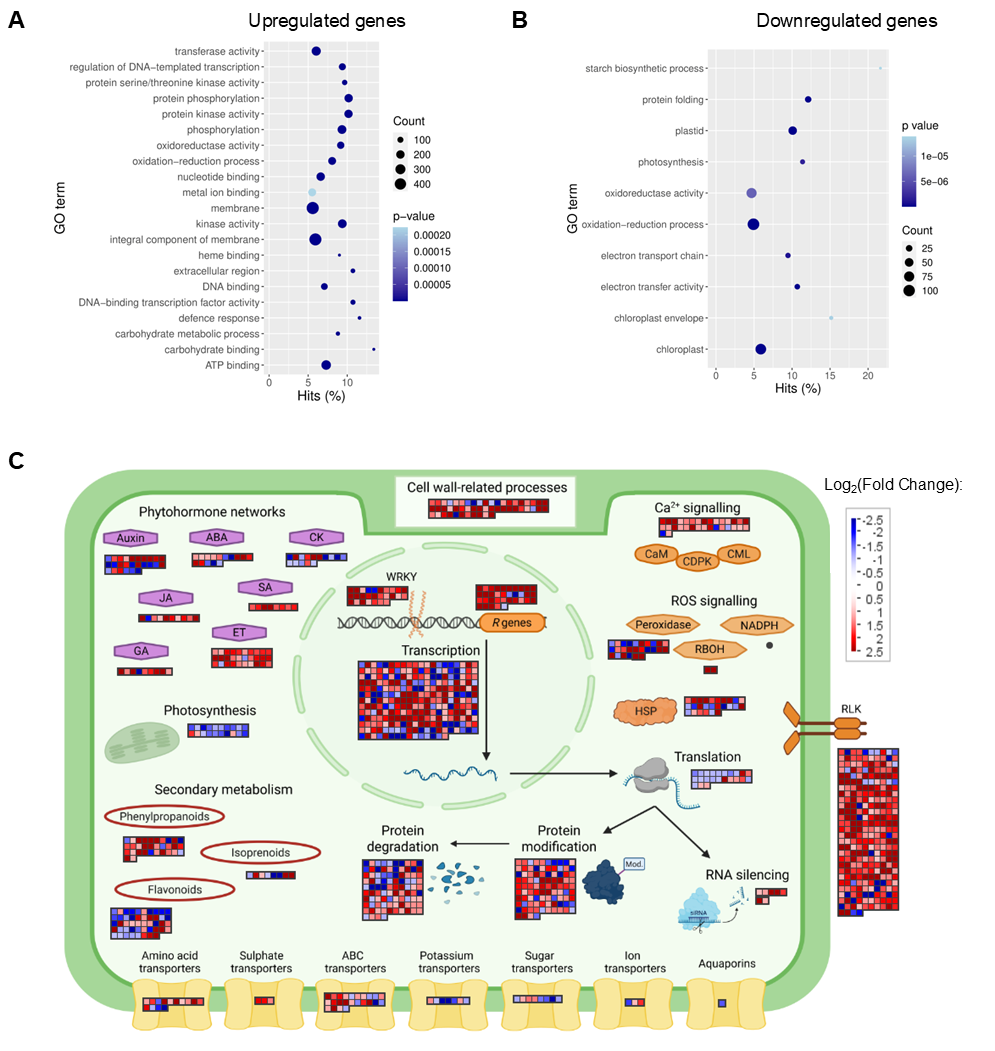 A
Upregulated genes
GO term
transferase activity
regulation of DNA−templated transcription
protein serine/threonine kinase activity
protein phosphorylation
protein kinase activity
phosphorylation
oxidoreductase activity
oxidation−reduction process
nucleotide binding
metal ion binding
membrane
kinase activity
integral component of membrane
heme binding
extracellular region
DNA binding
DNA−binding transcription factor activity
defence response
carbohydrate metabolic process
carbohydrate binding
ATP binding
0 5 10
Hits (%)
Count
100
200
300
400
p−value
0.00020
0.00015
0.00010
0.00005
B
Downregulated genes
GO term
starch biosynthetic process
protein folding
plastid
photosynthesis
oxidoreductase activity
oxidation−reduction process
electron transport chain
electron transfer activity
chloroplast envelope
chloroplast
0 5 10 15 20
Hits (%)
p value
1e−05
5e−06
Count
25
50
75
100
C
Cell wall-related processes
Phytohormone networks
Auxin
ABA
CK
JA
SA
GA
ET
Photosynthesis
Secondary metabolism
Phenylpropanoids
Isoprenoids
Flavonoids
WRKY
R genes
Transcription
Ca2+ signalling
CaM
CDPK
CML
ROS signalling
Peroxidase
NADPH
RBOH
HSP
RLK
Translation
Protein
degradation
Protein
modification
Mod.
RNA silencing
siRNA
Amino acid
transporters
Sulphate
transporters
ABC
transporters
Potassium
transporters
Sugar
transporters
Ion
transporters
Aquaporins
Log2(Fold Change):
-2.5
-2
-1.5
-1
0.5
0
0.5
1
1.5
2
2.5